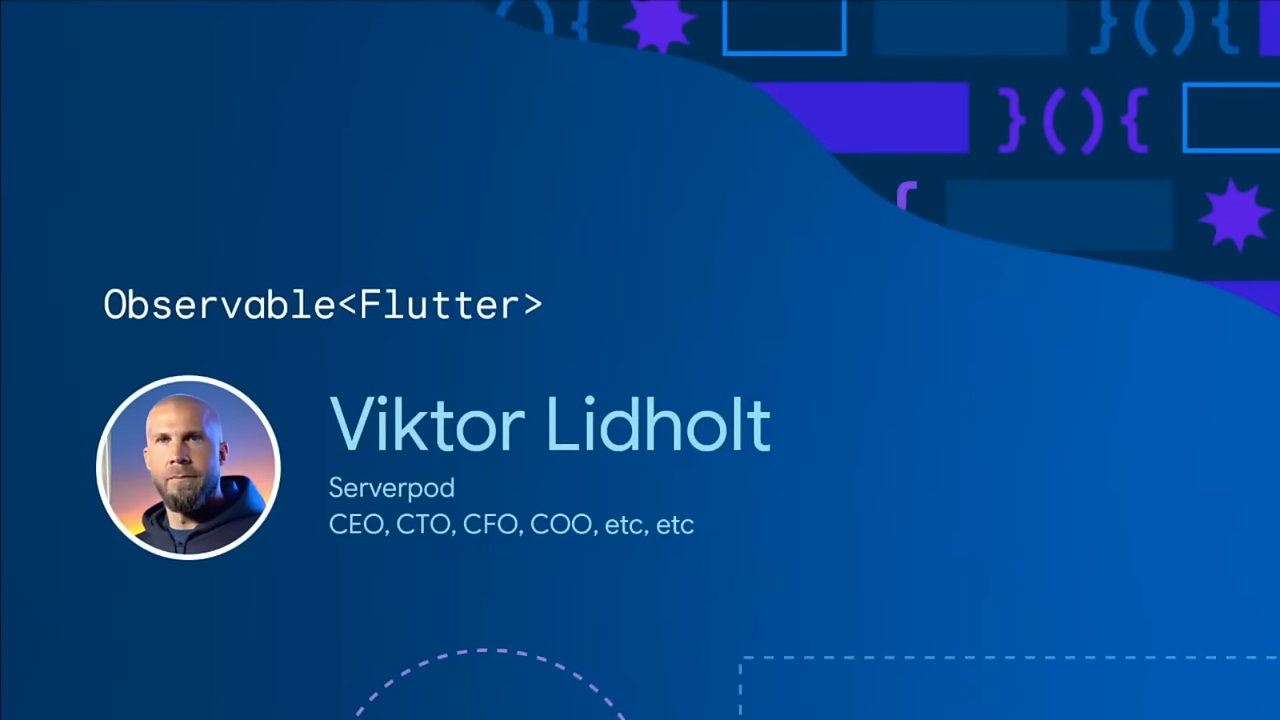 }(){
}(){
{
Observable<Flutter>
Viktor Lidholt
Serverpod
CEO, CTO, CFO, COO, etc, etc